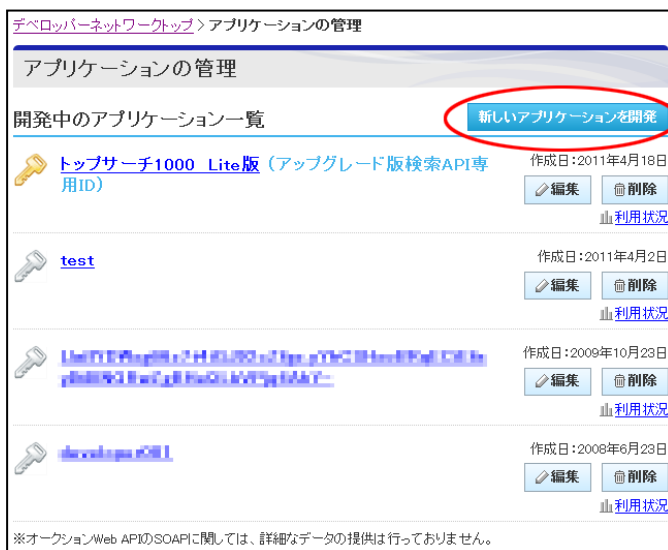 デベロッパーネットワークトップ > アプリケーションの管理
アプリケーションの管理
開発中のアプリケーション一覧
新しいアプリケーションを開発
トップサーチ1000 Lite版（アップグレード版検索API専
用ID）
作成日：2011年4月18日
編集 削除
利用状況
test
作成日：2011年4月2日
編集 削除
利用状況
作成日：2009年10月23日
編集 削除
利用状況
作成日：2008年6月23日
編集 削除
利用状況
※オークションWeb APIのSOAPに関しては、詳細なデータの提供は行っておりません。